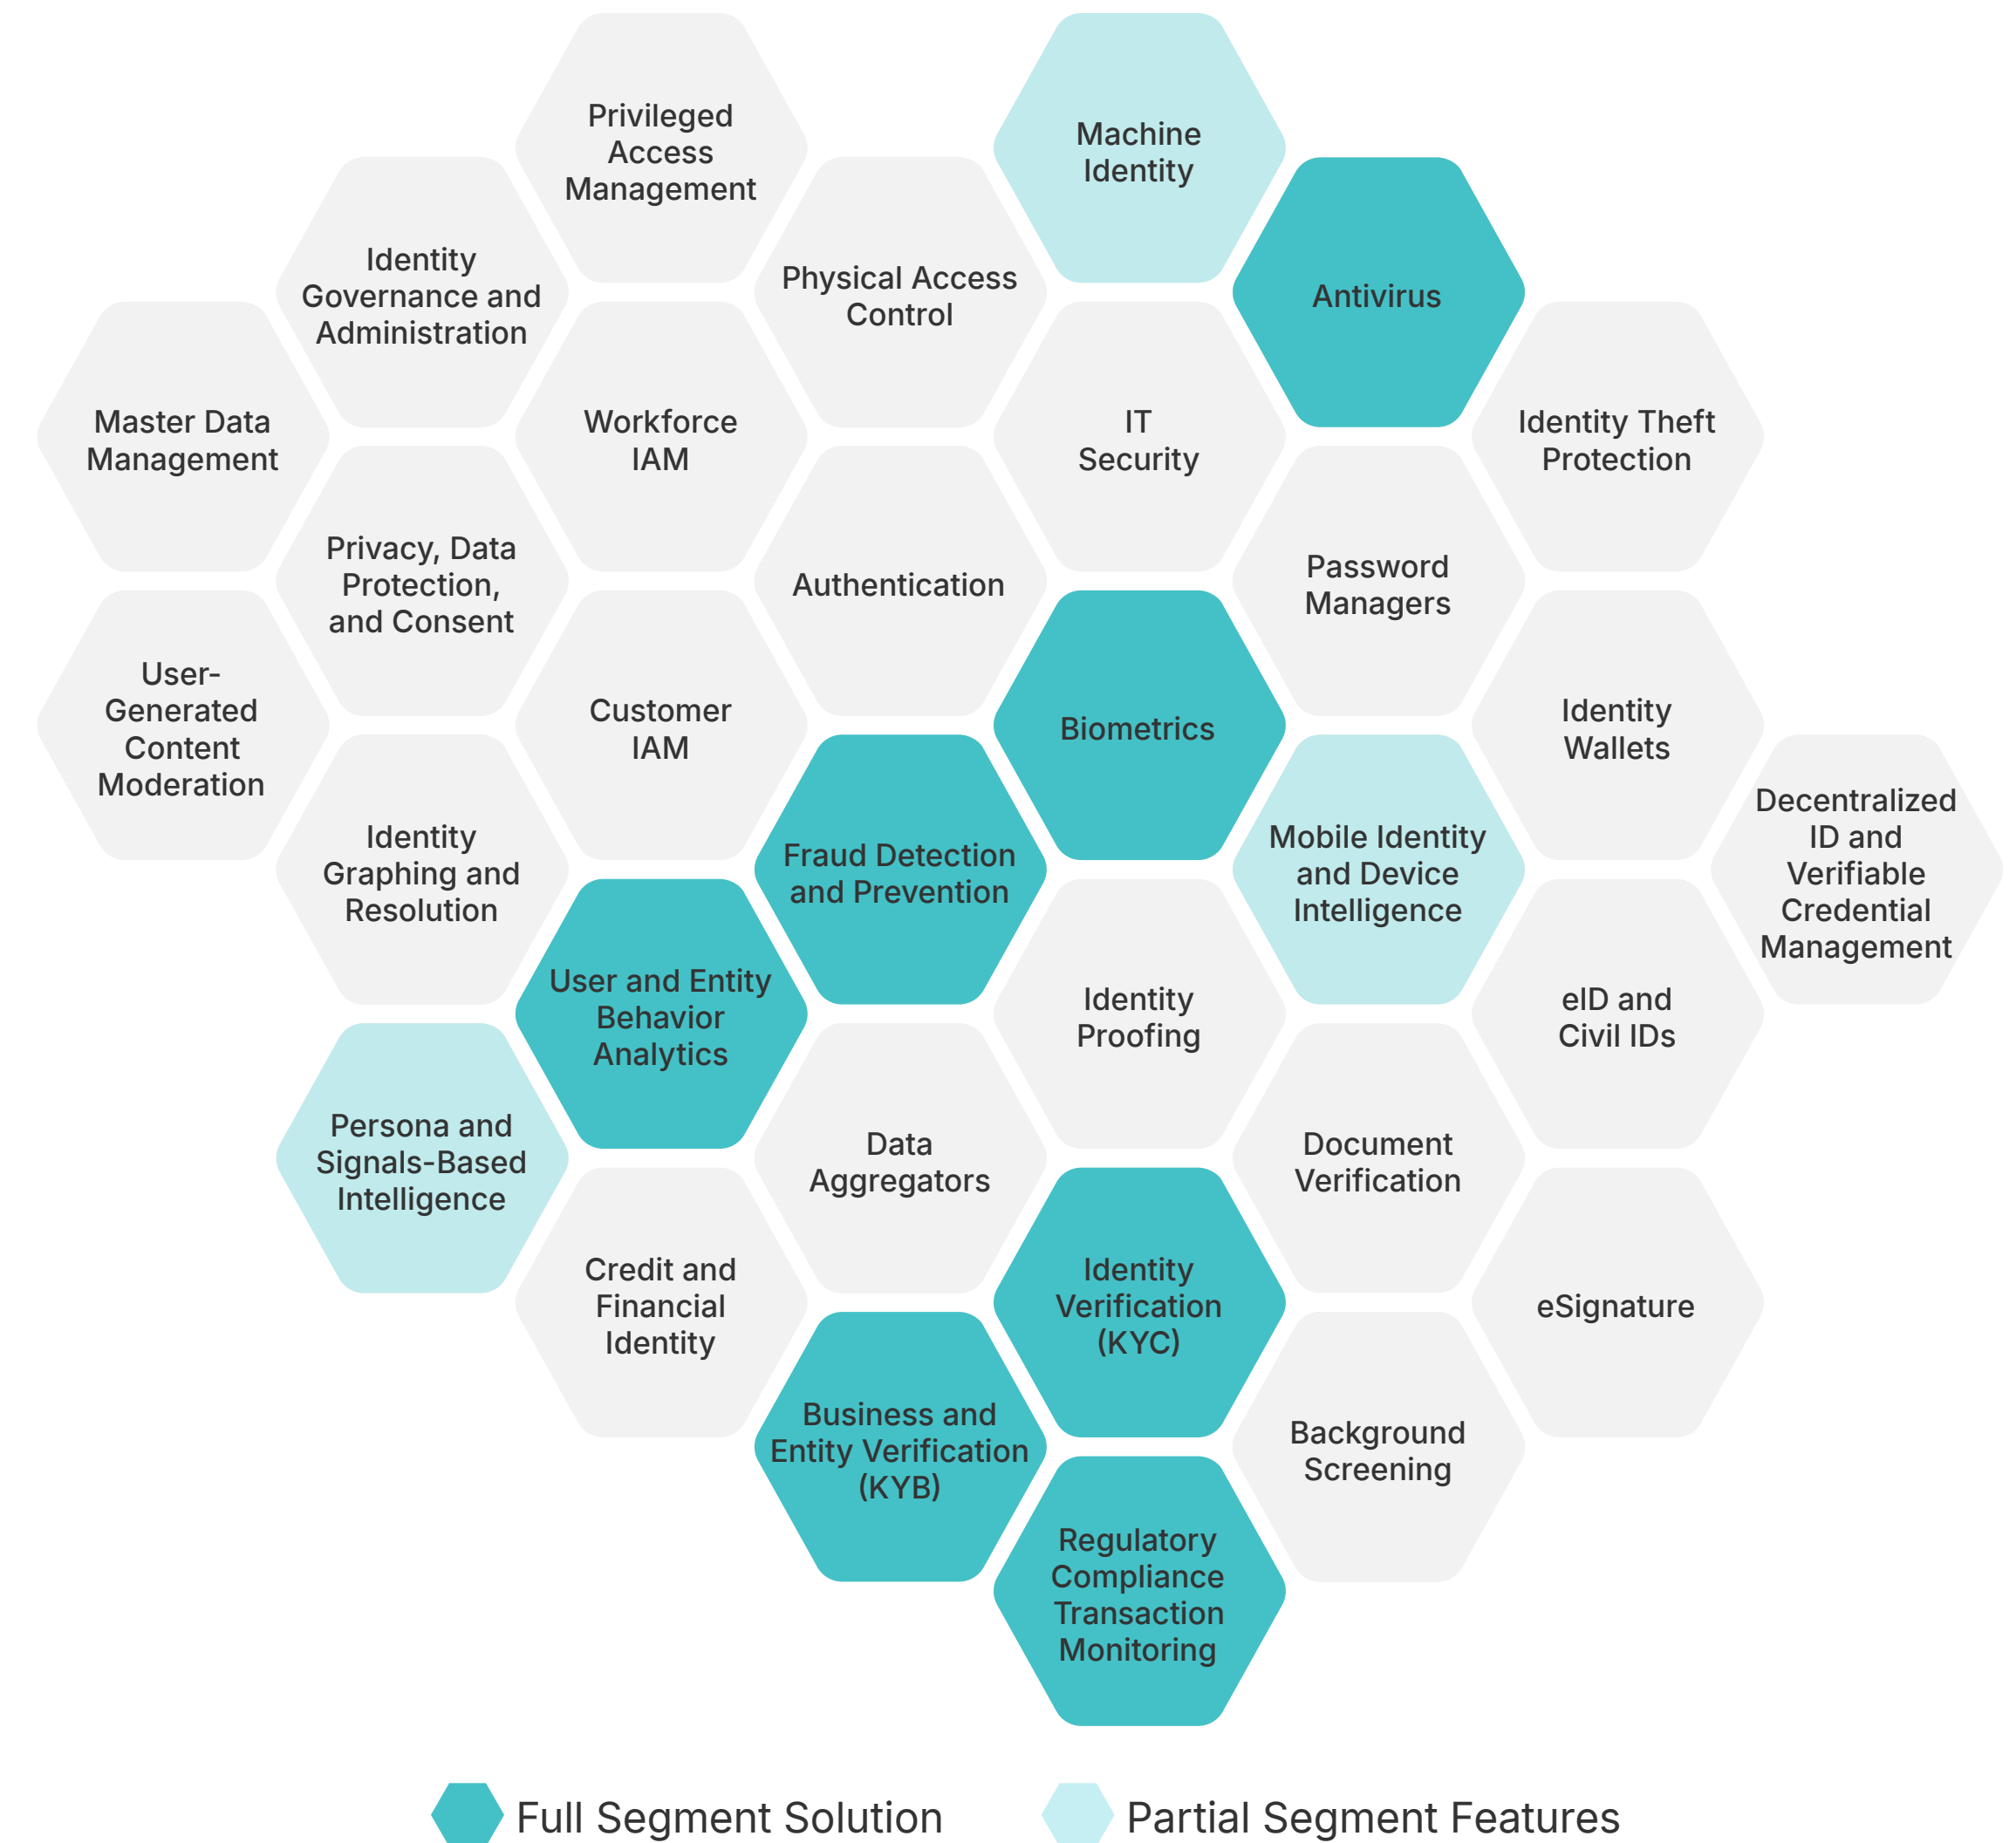 Privileged
Access
Management
Machine
Identity
Identity
Governance and
Administration
Physical Access
Control
Antivirus
Master Data
Management
Workforce
IAM
IT
Security
Identity Theft
Protection
Privacy, Data
Protection,
and Consent
Authentication
Password
Managers
User-
Generated
Content
Moderation
Customer
IAM
Biometrics
Identity
Wallets
Identity
Graphing and
Resolution
Fraud Detection
and Prevention
Mobile Identity
and Device
Intelligence
Decentralized
ID and
Verifiable
Credential
Management
User and Entity
Behavior
Analytics
Identity
Proofing
eID and
Civil IDs
Persona and
Signals-Based
Intelligence
Data
Aggregators
Document
Verification
Credit and
Financial
Identity
Identity
Verification
(KYC)
eSignature
Business and
Entity Verification
(KYB)
Background
Screening
Regulatory
Compliance
Transaction
Monitoring
Full Segment Solution
Partial Segment Features